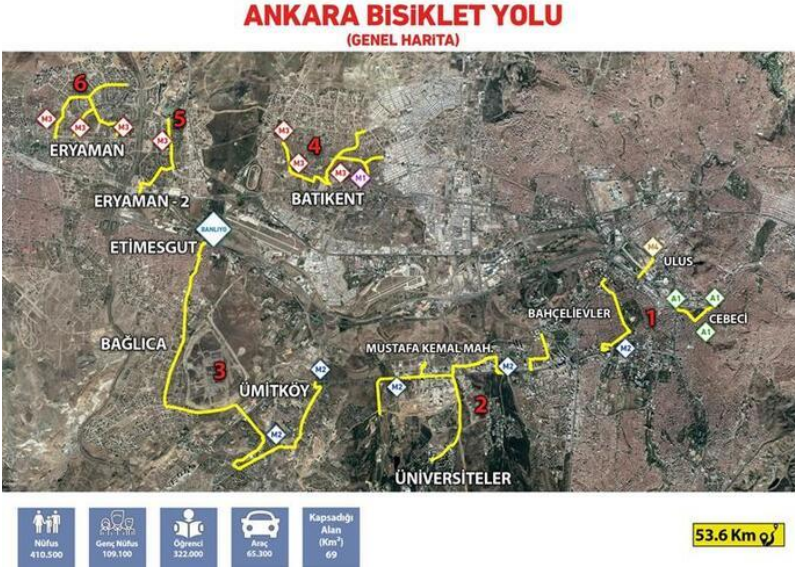 ANKARA BİSİKLET YOLU
(GENEL HARİTA)
6
M3
M3
M3
ERYAMAN
5
M3
ERYAMAN - 2
M3
4
M3
M3
M1
BATIKENT
BANLİYÖ
ETİMESGUT
M4
ULUS
A1
A1
CEBECİ
A1
BAHÇELİEVLER
1
M2
BAĞLICA
MUSTAFA KEMAL MAH.
3
ÜMİTKÖY
M2
M2
M2
M2
2
ÜNİVERSİTELER
Nüfus
410.500
Genç Nüfus
109.100
Öğrenci
322.000
Araç
65.300
Kapsadığı
Alan
(Km²)
69
53.6 Km